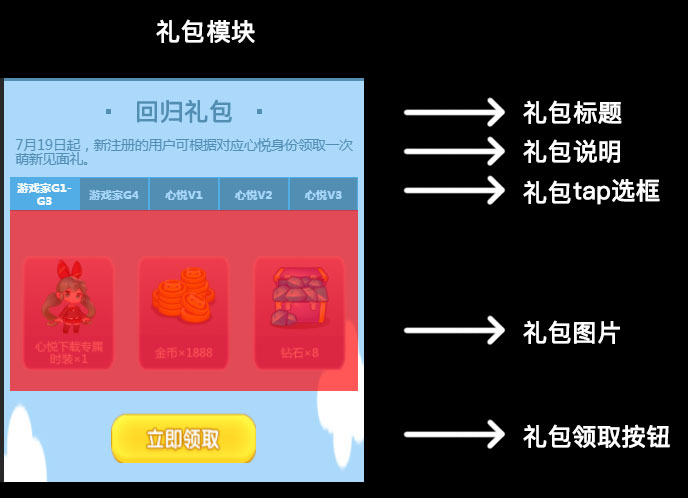 礼包模块
· 回归礼包 ·
7月19日起，新注册的用户可根据对应心悦身份领取一次
萌新见面礼。
游戏家G1-
G3
游戏家G4
心悦V1
心悦V2
心悦V3
心悦下载专属
时装×1
金币×1888
钻石×8
立即领取
礼包标题
礼包说明
礼包tap选框
礼包图片
礼包领取按钮